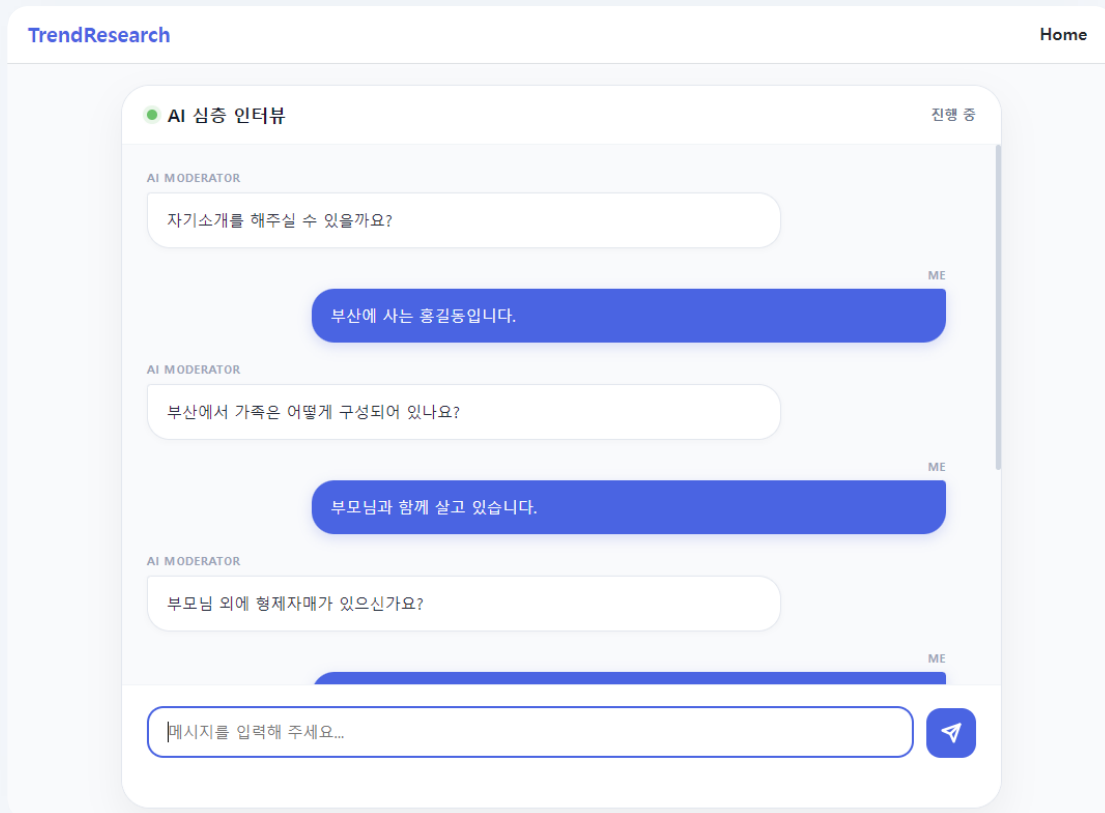 TrendResearch
Home
AI 심층 인터뷰
진행 중
AI MODERATOR
자기소개를 해주실 수 있을까요?
ME
부산에 사는 홍길동입니다.
AI MODERATOR
부산에서 가족은 어떻게 구성되어 있나요?
ME
부모님과 함께 살고 있습니다.
AI MODERATOR
부모님 외에 형제자매가 있으신가요?
ME
메시지를 입력해 주세요...